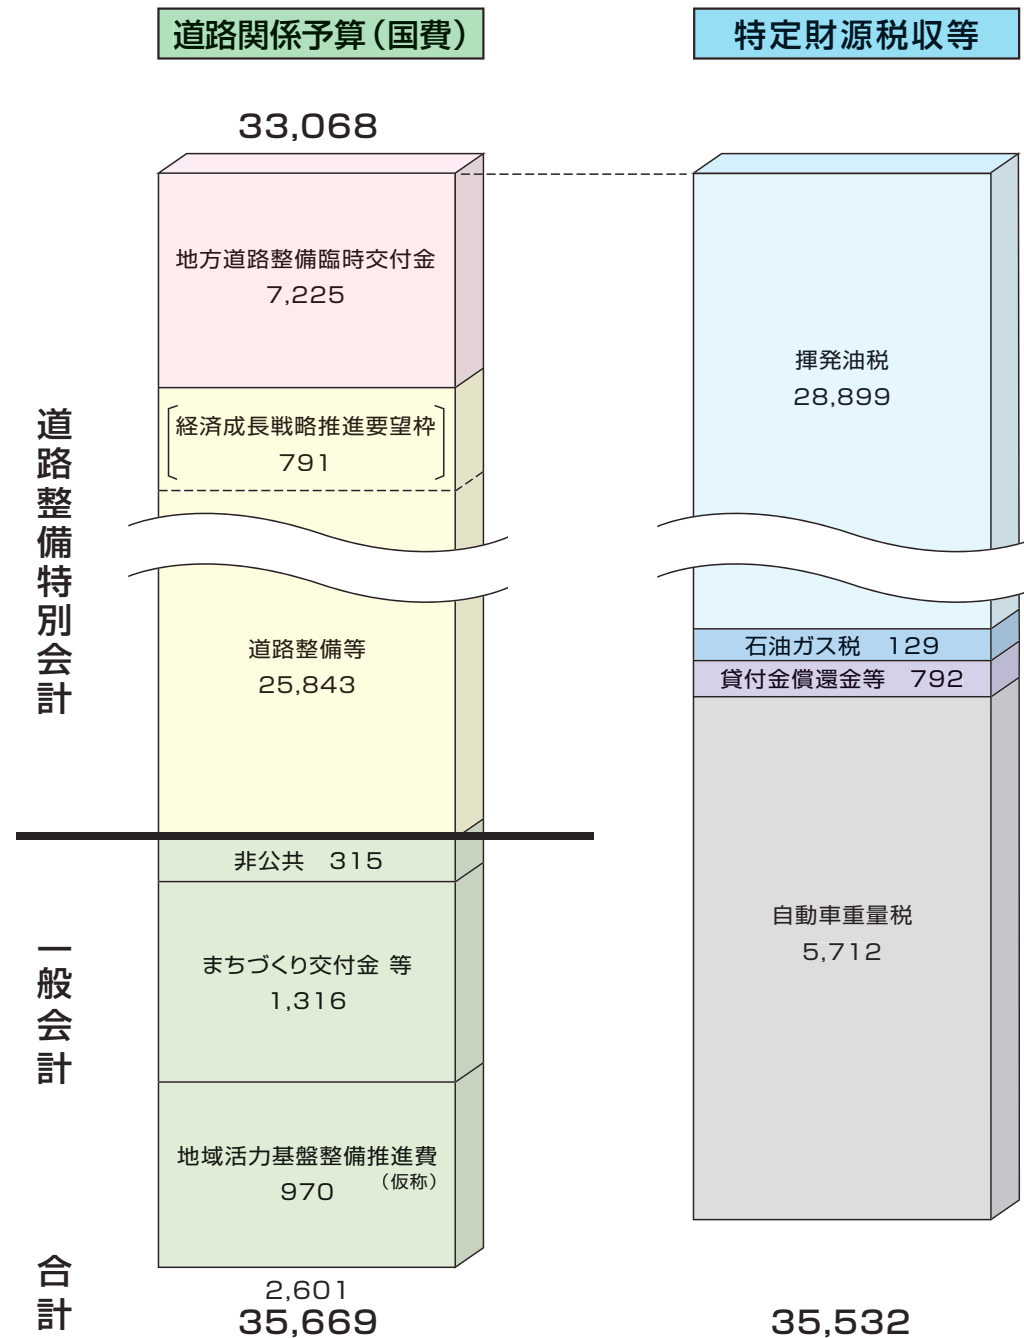 道路関係予算（国費）
33,068
地方道路整備臨時交付金
7,225
経済成長戦略推進要望枠
791
道路整備等
25,843
道路整備特別会計
非公共 315
まちづくり交付金 等
1,316
地域活力基盤整備推進費
（仮称）
970
一般会計
2,601
合計
35,669
特定財源税収等
揮発油税
28,899
石油ガス税 129
貸付金償還金等 792
自動車重量税
5,712
35,532